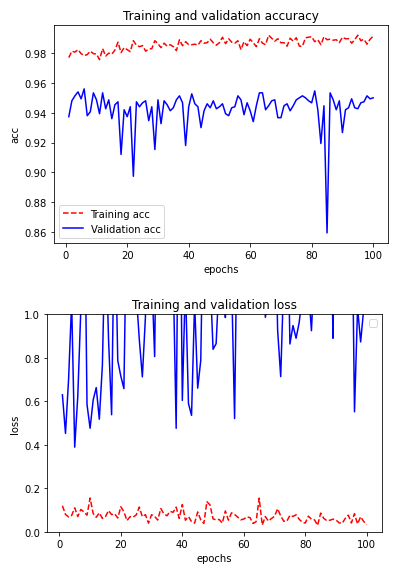 Training and validation accuracy
acc
0.98
0.96
0.94
0.92
0.90
0.88
0.86
Training acc
Validation acc
0 20 40 60 80 100
epochs
Training and validation loss
loss
1.0
0.8
0.6
0.4
0.2
0.0
0 20 40 60 80 100
epochs